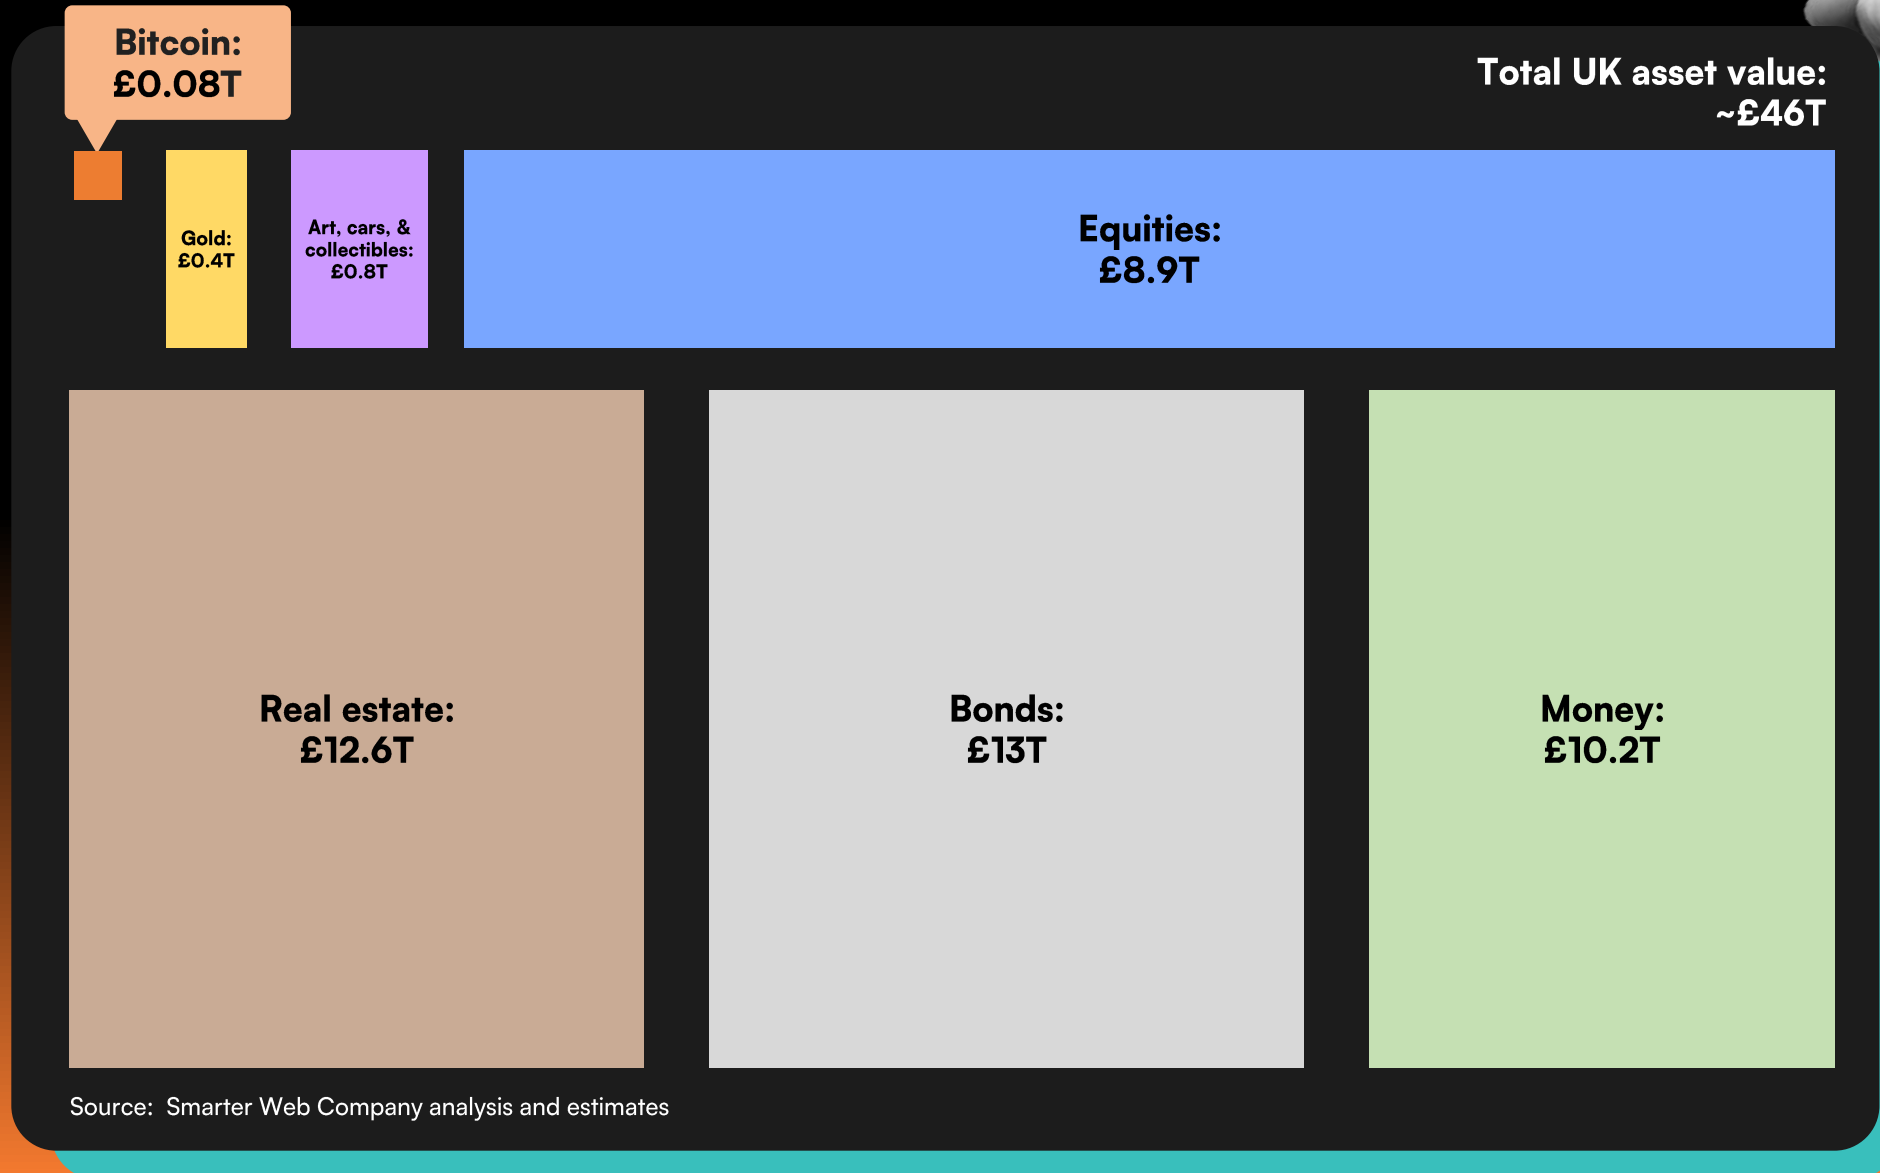 Bitcoin:
£0.08T
Total UK asset value:
~£46T
Gold:
£0.4T
Art, cars, &
collectibles:
£0.8T
Equities:
£8.9T
Real estate:
£12.6T
Bonds:
£13T
Money:
£10.2T
Source: Smarter Web Company analysis and estimates